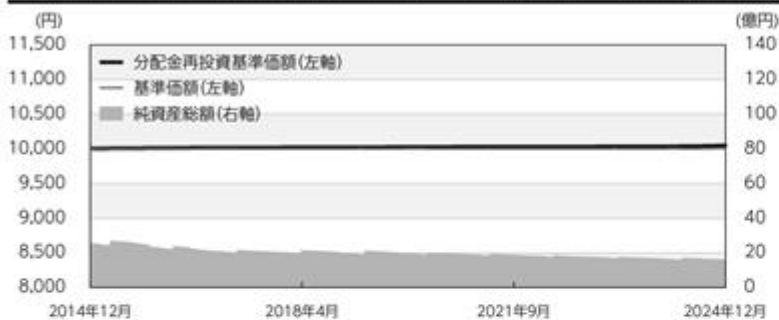 (円)
(億円)
11,500
11,000
10,500
10,000
9,500
9,000
8,500
8,000
分配金再投資基準価額(左軸)
基準価額(左軸)
純資産総額(右軸)
140
120
100
80
60
40
20
0
2014年12月
2018年4月
2021年9月
2024年12月